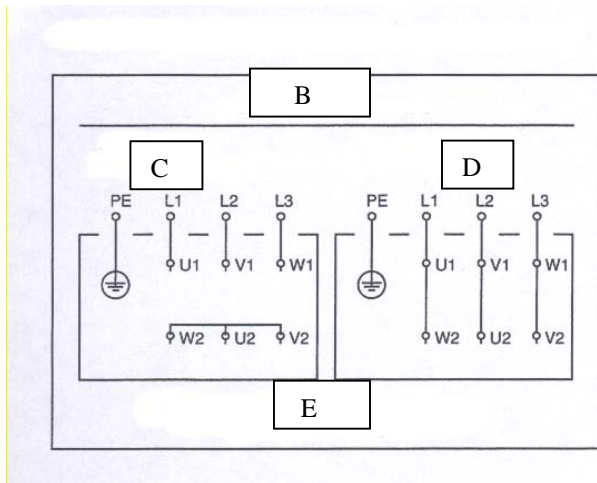 B
C D
PE L1 L2 L3 PE L1 L2 L3
U1 V1 W1 U1 V1 W1
W2 U2 V2 W2 U2 V2
E